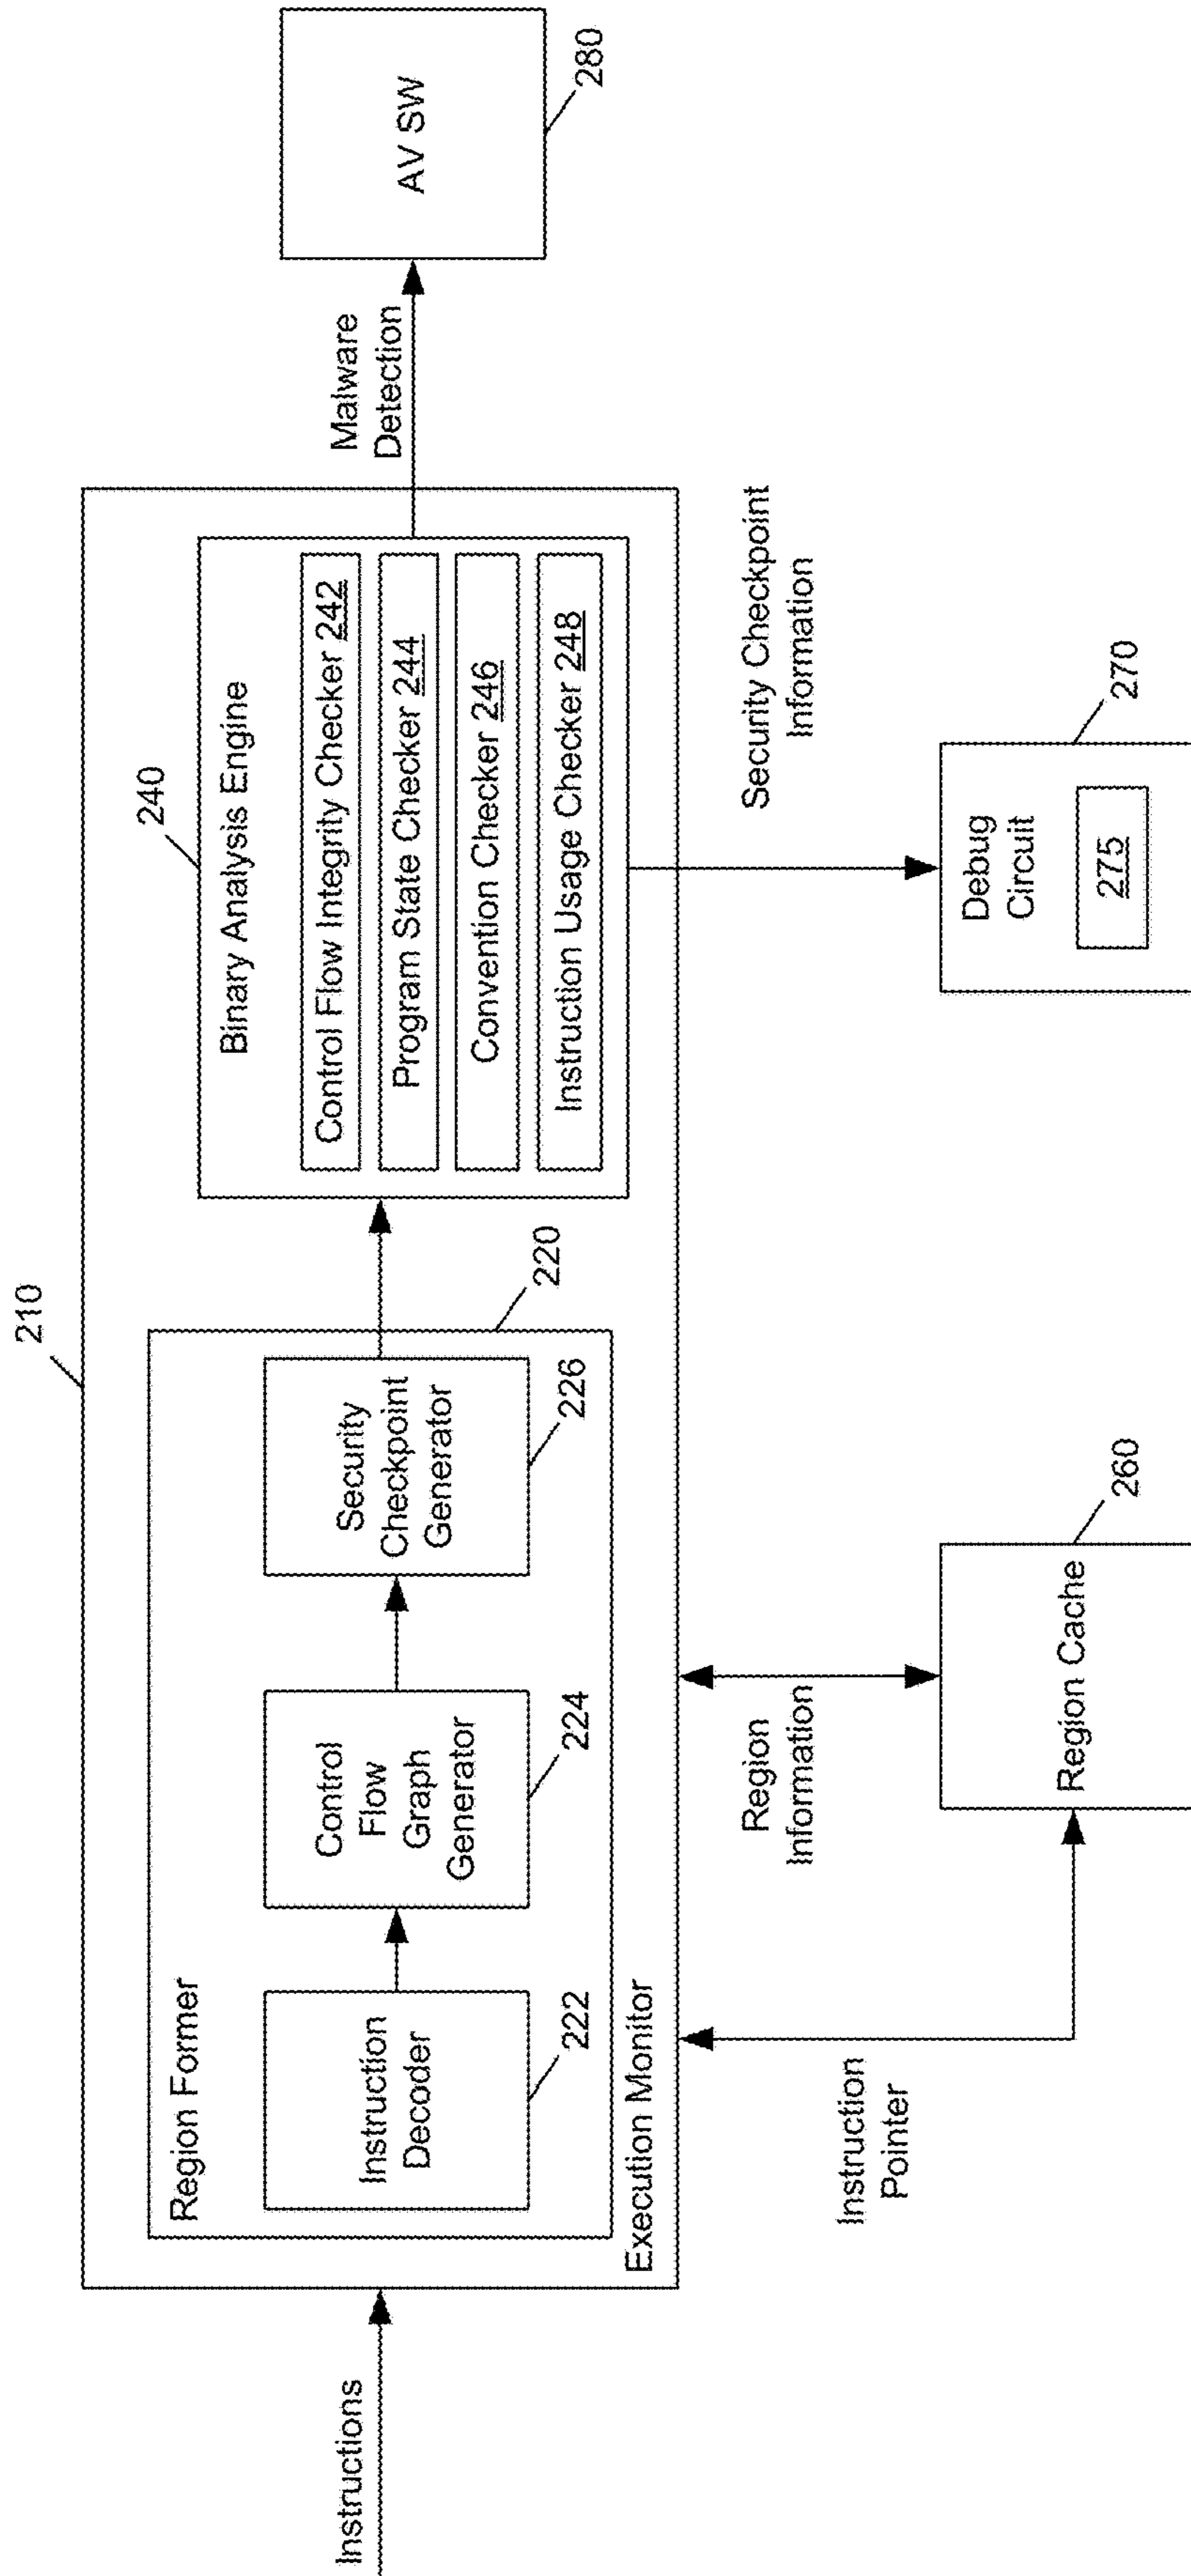 210
Instructions
Region Former
Instruction
Decoder
222
Control
Flow
Graph
Generator
224
Security
Checkpoint
Generator
226
220
Execution Monitor
240
Binary Analysis Engine
Control Flow Integrity Checker 242
Program State Checker 244
Convention Checker 246
Instruction Usage Checker 248
Malware
Detection
AV SW
280
Instruction
Pointer
Region
Information
Region Cache
260
Security Checkpoint
Information
Debug
Circuit
275
270